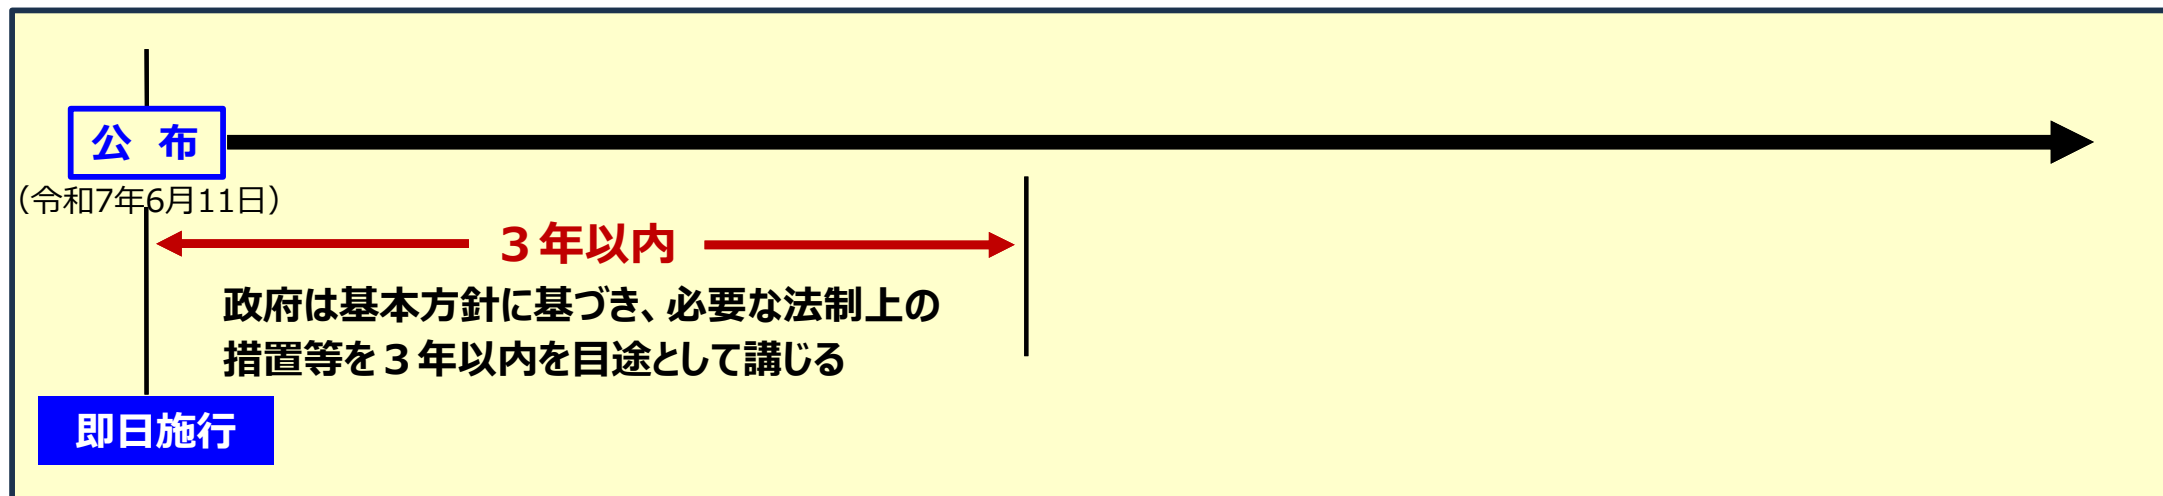 公 布
（令和7年6月11日）
３年以内
政府は基本方針に基づき、必要な法制上の
措置等を３年以内を目途として講じる
即日施行